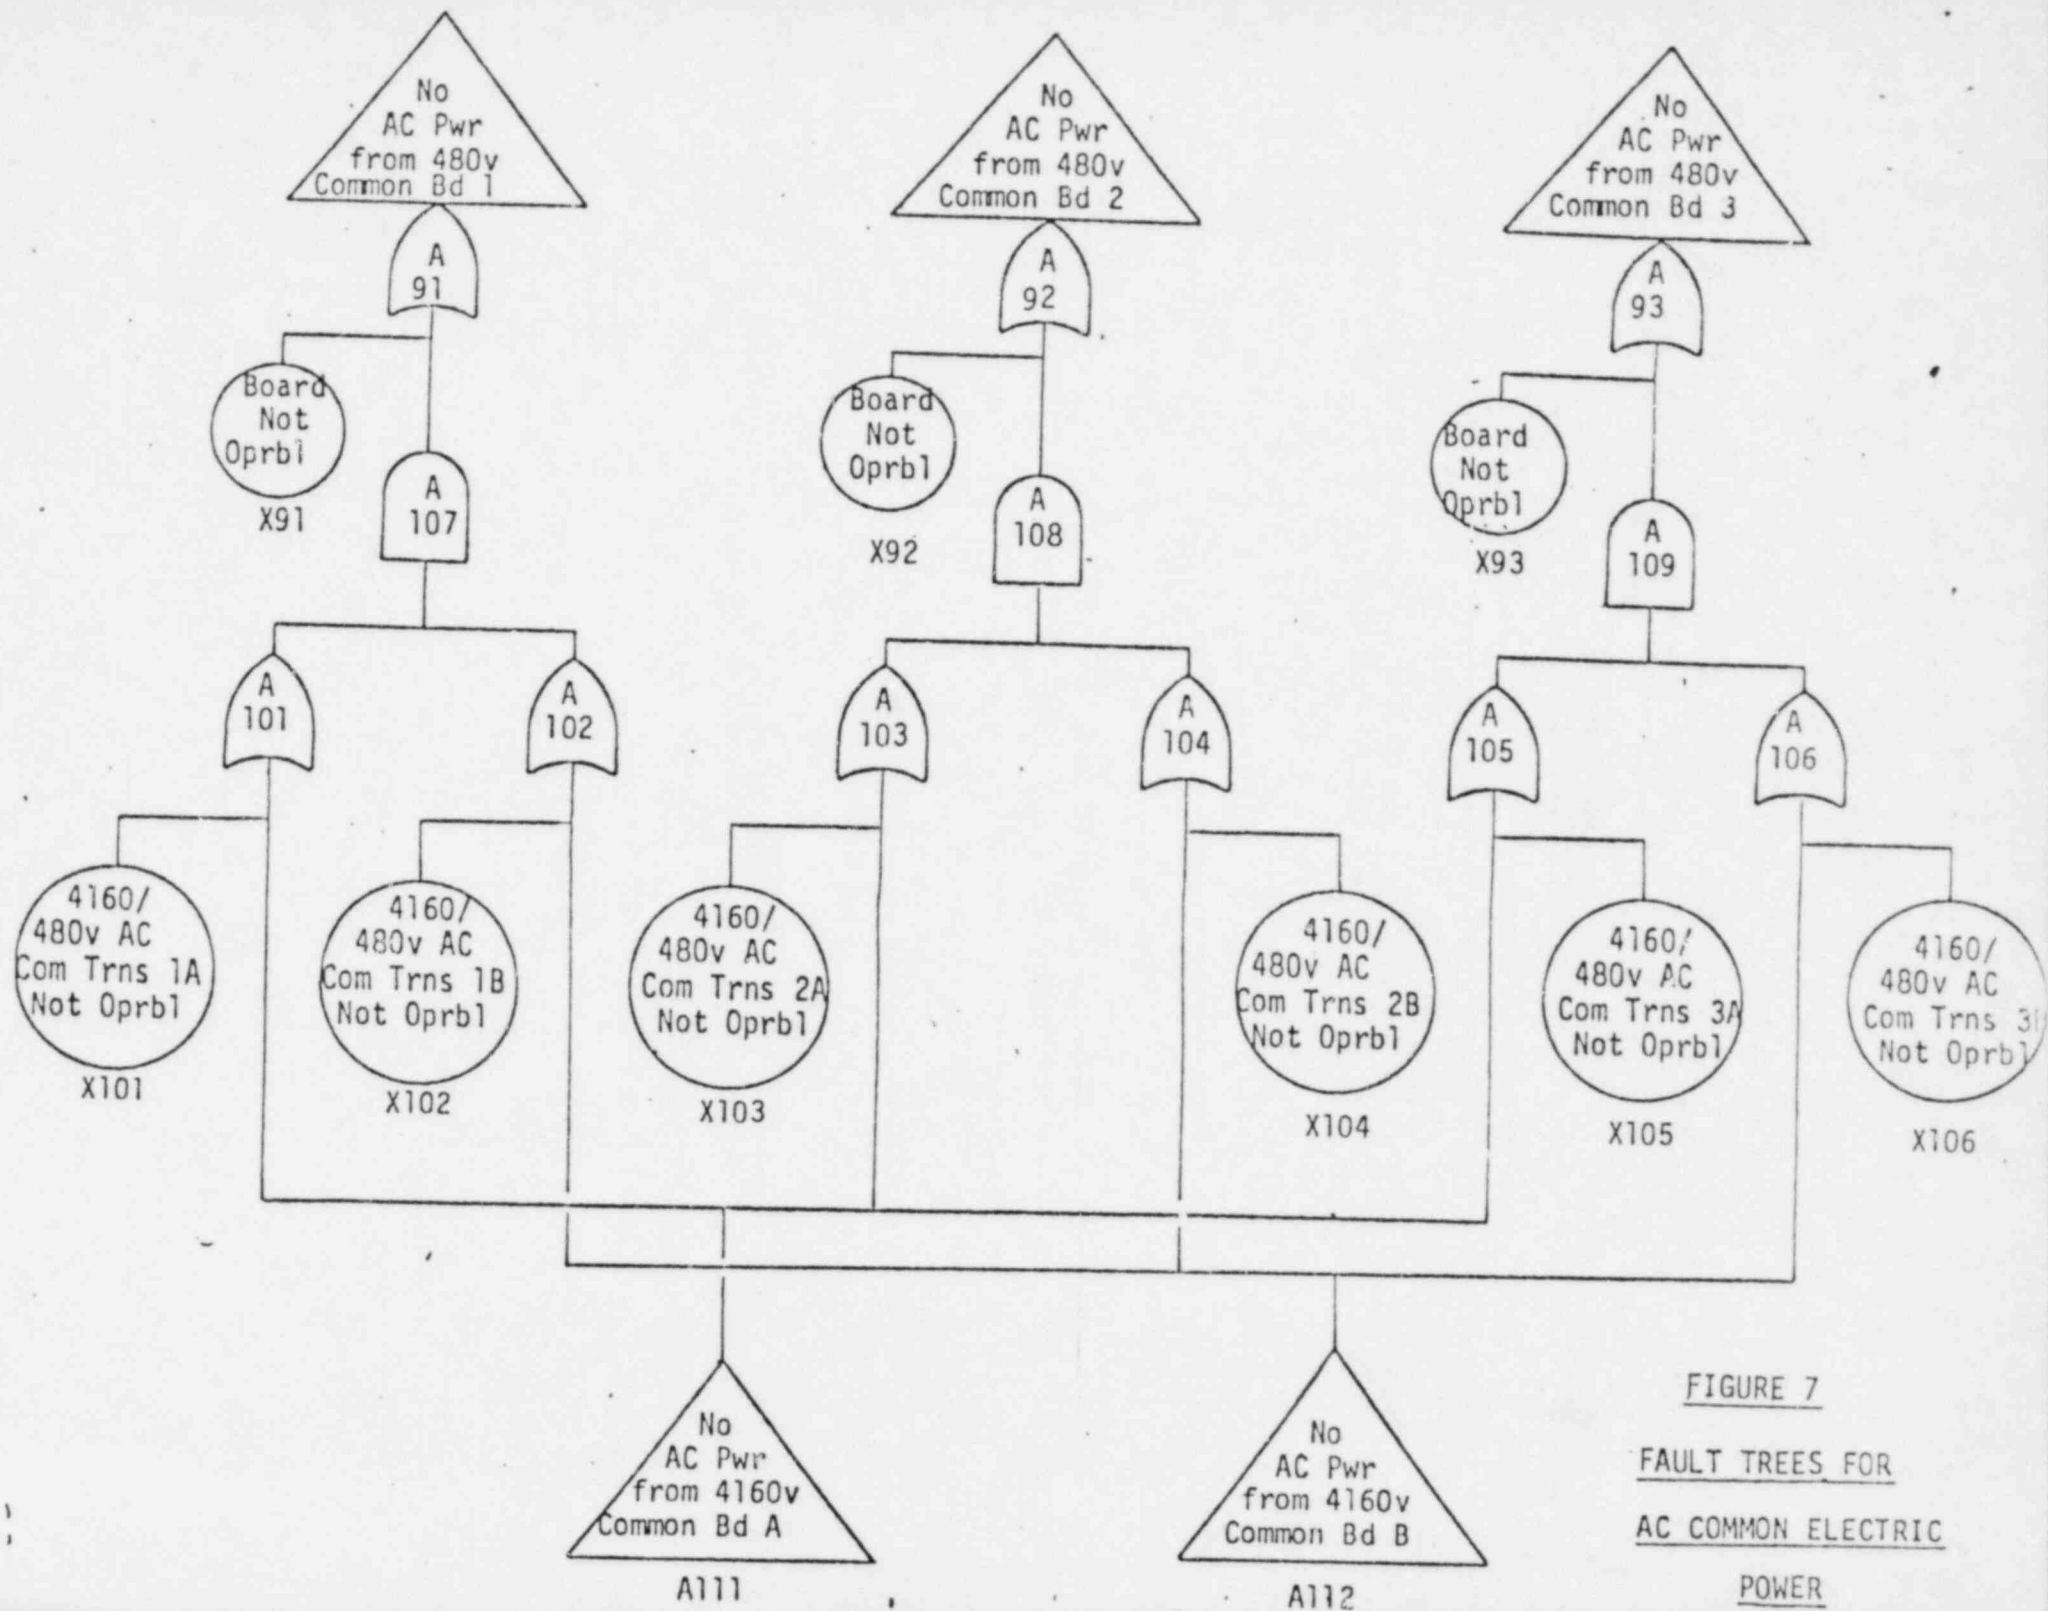 No
AC Pwr
from 480v
Common Bd 1
No
AC Pwr
from 480v
Common Bd 2
No
AC Pwr
from 480v
Common Bd 3
A
91
A
92
A
93
Board
Not
Oprbl
X91
A
107
Board
Not
Oprbl
X92
A
108
Board
Not
Oprbl
X93
A
109
A
101
A
102
A
103
A
104
A
105
A
106
4160/
480v AC
Com Trns 1A
Not Oprbl
X101
4160/
480v AC
Com Trns 1B
Not Oprbl
X102
4160/
480v AC
Com Trns 2A
Not Oprbl
X103
4160/
480v AC
Com Trns 2B
Not Oprbl
X104
4160/
480v AC
Com Trns 3A
Not Oprbl
X105
4160/
480v AC
Com Trns 3B
Not Oprbl
X106
No
AC Pwr
from 4160v
Common Bd A
A111
No
AC Pwr
from 4160v
Common Bd B
A112
FIGURE 7
FAULT TREES FOR
AC COMMON ELECTRIC
POWER